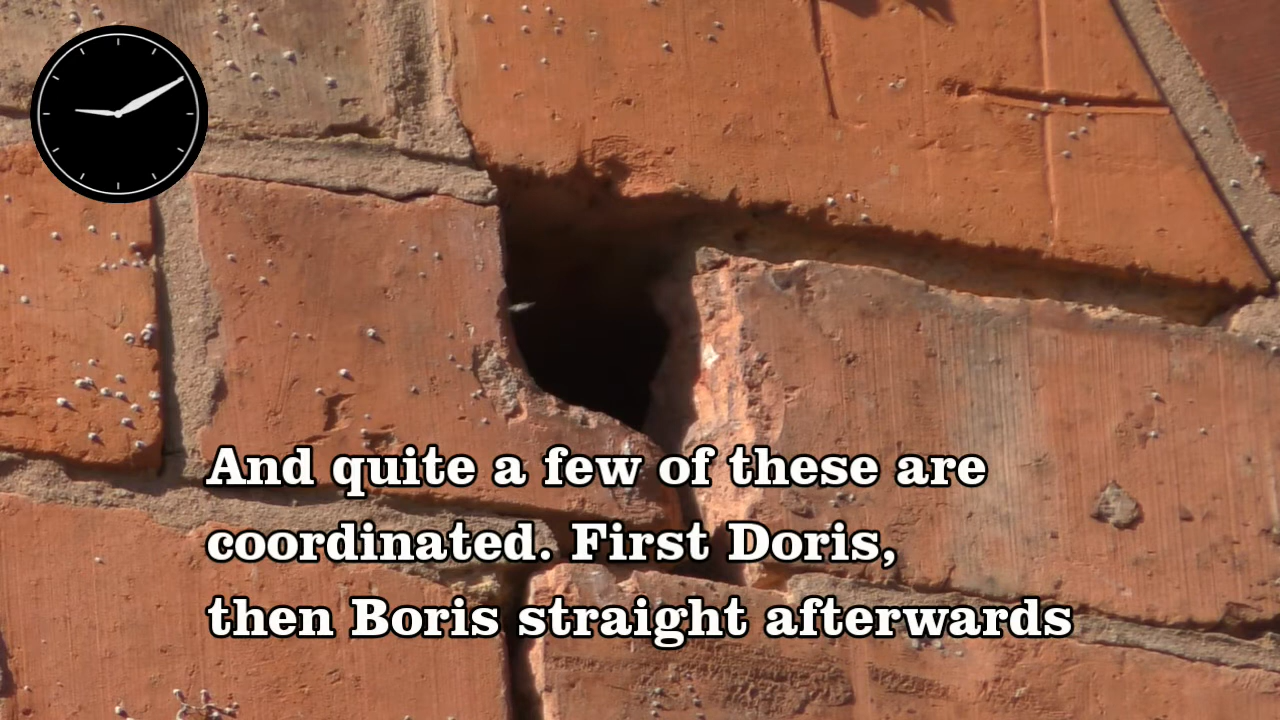 And quite a few of these are
coordinated. First Doris,
then Boris straight afterwards